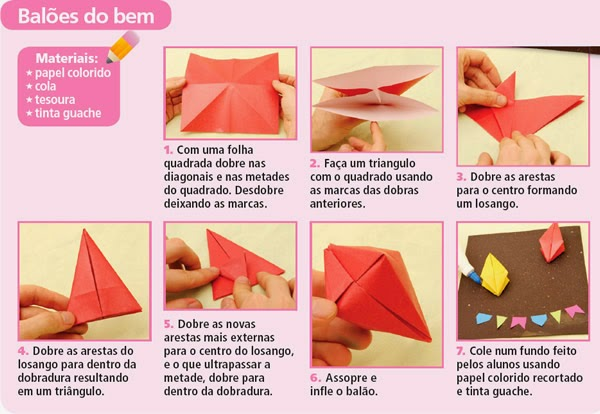 Balões do bem
Materiais:
★ papel colorido
★ cola
★ tesoura
★ tinta guache
1. Com uma folha
quadrada dobre nas
diagonais e nas metades
do quadrado. Desdobre
deixando as marcas.
2. Faça um triangulo
com o quadrado usando
as marcas das dobras
anteriores.
3. Dobre as arestas
para o centro formando
um losango.
4. Dobre as arestas do
losango para dentro da
dobradura resultando
em um triângulo.
5. Dobre as novas
arestas mais externas
para o centro do losango,
e o que ultrapassar a
metade, dobre para
dentro da dobradura.
6. Assopre e
infle o balão.
7. Cole num fundo feito
pelos alunos usando
papel colorido recortado
e tinta guache.